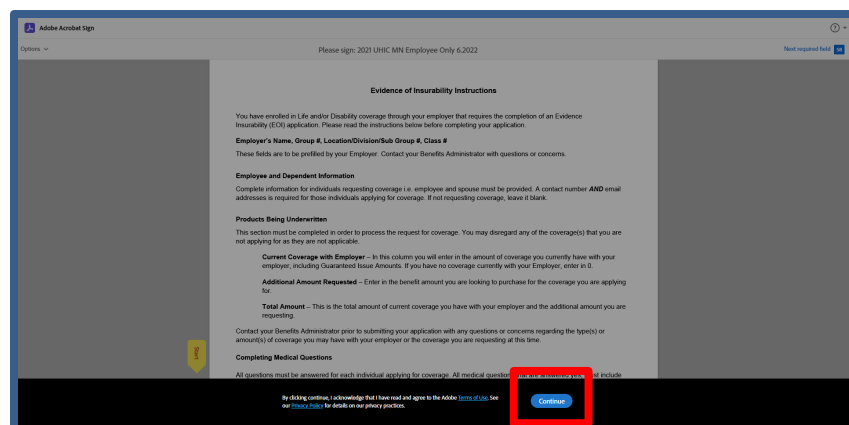 Adobe Acrobat Sign
Options
Please sign: 2021 UHIC MN Employee Only 6.2022
Next required field
Evidence of Insurability Instructions
You have enrolled in Life and/or Disability coverage through your employer that requires the completion of an Evidence
Insurability (EOI) application. Please read the instructions below before completing your application.
Employer's Name, Group #, Location/Division/Sub Group #, Class #
These fields are to be prefilled by your Employer. Contact your Benefits Administrator with questions or concerns.
Employee and Dependent Information
Complete information for individuals requesting coverage i.e. employee and spouse must be provided. A contact number AND email
addresses is required for those individuals applying for coverage. If not requesting coverage, leave it blank.
Products Being Underwritten
This section must be completed in order to process the request for coverage. You may disregard any of the coverage(s) that you are
not applying for as they are not applicable.
Current Coverage with Employer – In this column you will enter in the amount of coverage you currently have with your
employer, including Guaranteed Issue Amounts. If you have no coverage currently with your Employer, enter in 0.
Additional Amount Requested – Enter in the benefit amount you are looking to purchase for the coverage you are applying
for.
Total Amount – This is the total amount of current coverage you have with your employer and the additional amount you are
requesting.
Contact your Benefits Administrator prior to submitting your application with any questions or concerns regarding the type(s) or
amount(s) of coverage you may have with your employer or the coverage you are requesting at this time.
Start
Completing Medical Questions
All questions must be answered for each individual applying for coverage. All medical question include
By clicking continue, I acknowledge that I have read and agree to the Adobe Terms of Use. See
our Privacy Policy for details on our privacy practices.
Continue